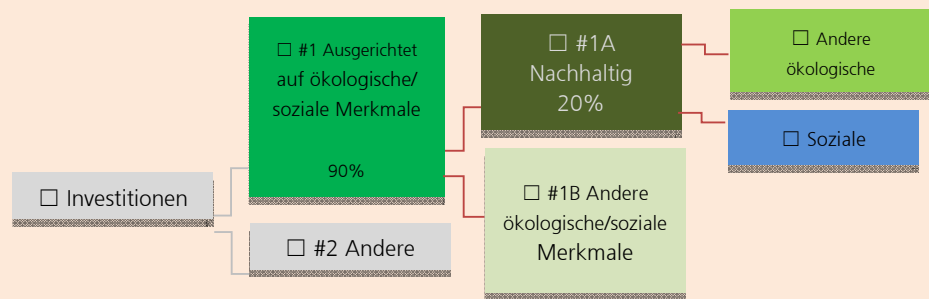 ☐ Investitionen
☐ #1 Ausgerichtet
auf ökologische/
soziale Merkmale
90%
☐ #2 Andere
☐ #1A
Nachhaltig
20%
☐ #1B Andere
ökologische/soziale
Merkmale
☐ Andere
ökologische
☐ Soziale